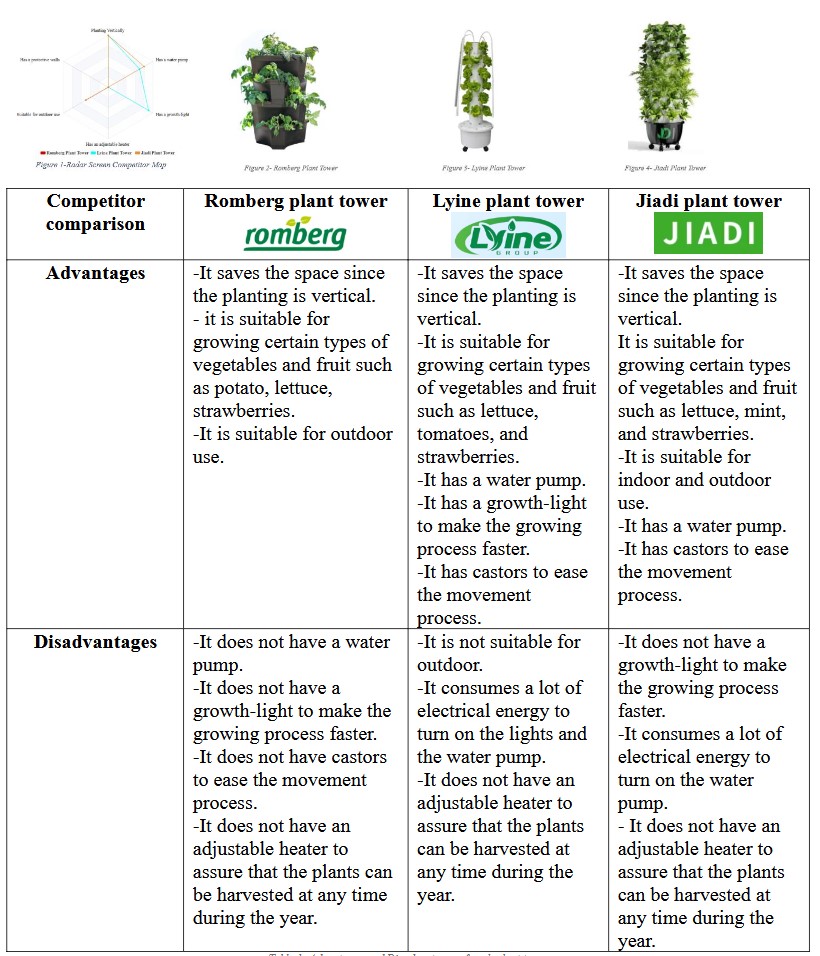 Planting Vertically
Has a protective walls
Has a water pump
Suitable for outdoor use
Has a growth-light
Has an adjustable heater
Romberg Plant Tower Lyine Plant Tower Jiadi Plant Tower
Figure 1-Radar Screen Competitor Map
Figure 2- Romberg Plant Tower
Figure 3- Lyine Plant Tower
Figure 4- Jiadi Plant Tower
Competitor
comparison
Romberg plant tower
romberg
Lyine plant tower
Lyine
GROUP
Jiadi plant tower
JIADI
Advantages
-It saves the space since
the planting is vertical.
- it is suitable for
growing certain types of
vegetables and fruit such
as potato, lettuce,
strawberries.
-It is suitable for outdoor
use.
-It saves the space
since the planting is
vertical.
-It is suitable for
growing certain types
of vegetables and fruit
such as lettuce,
tomatoes, and
strawberries.
-It has a water pump.
-It has a growth-light
to make the growing
process faster.
-It has castors to ease
the movement
process.
-It saves the space
since the planting is
vertical.
It is suitable for
growing certain types
of vegetables and fruit
such as lettuce, mint,
and strawberries.
-It is suitable for
indoor and outdoor
use.
-It has a water pump.
-It has castors to ease
the movement
process.
Disadvantages
-It does not have a water
pump.
-It does not have a
growth-light to make the
growing process faster.
-It does not have castors
to ease the movement
process.
-It does not have an
adjustable heater to
assure that the plants can
be harvested at any time
during the year.
-It is not suitable for
outdoor.
-It consumes a lot of
electrical energy to
turn on the lights and
the water pump.
-It does not have an
adjustable heater to
assure that the plants
can be harvested at
any time during the
year.
-It does not have a
growth-light to make
the growing process
faster.
-It consumes a lot of
electrical energy to
turn on the water
pump.
- It does not have an
adjustable heater to
assure that the plants
can be harvested at
any time during the
year.